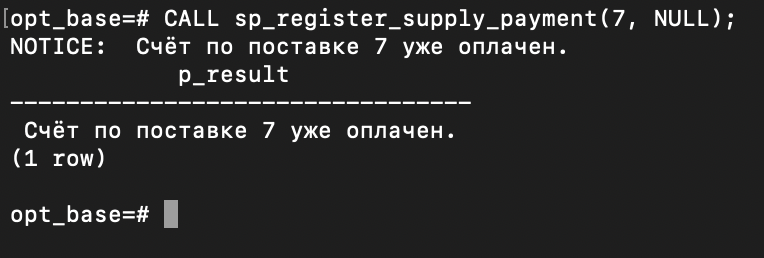 [opt_base=# CALL sp_register_supply_payment(7, NULL);
NOTICE:  Счёт по поставке 7 уже оплачен.
            p_result
---------------------------------
 Счёт по поставке 7 уже оплачен.
(1 row)

opt_base=#